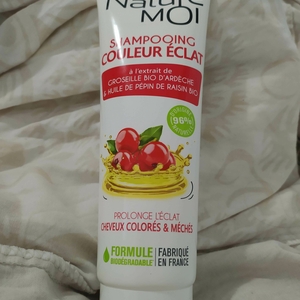 Nature
MOI
SHAMPOOING
COULEUR ÉCLAT
à l'extrait de
GROSEILLE BIO D'ARDÈCHE
& HUILE DE PÉPIN DE RAISIN BIO
96%
PROLONGE L'ÉCLAT
CHEVEUX COLORÉS & MÉCHÉS
FORMULE BIODÉGRADABLE*
FABRIQUÉ EN FRANCE